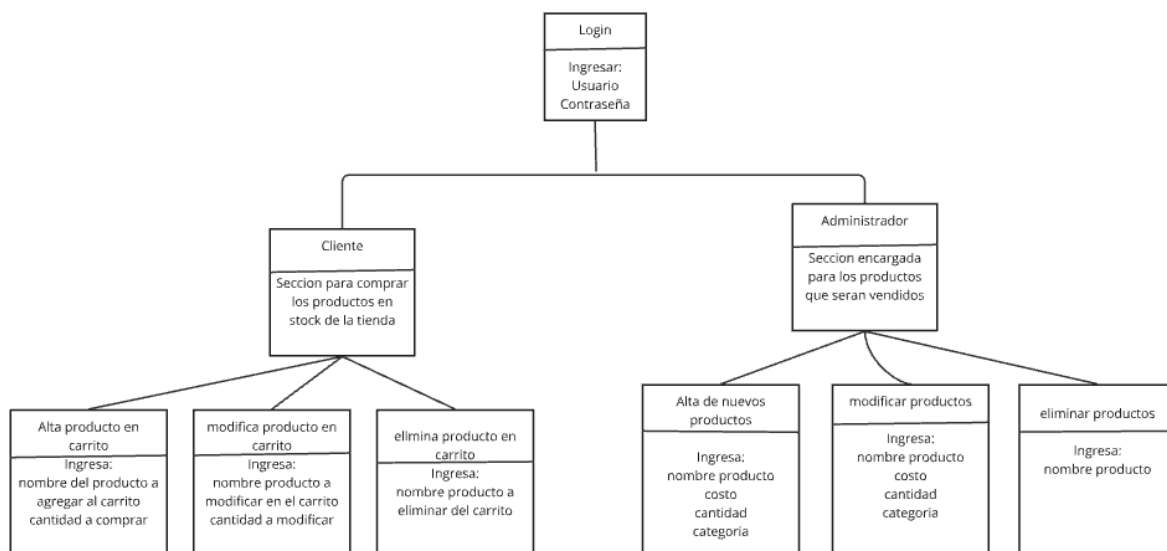 Login
Ingresar:
Usuario
Contraseña
Cliente
Seccion para comprar
los productos en
stock de la tienda
Administrador
Seccion encargada
para los productos
que seran vendidos
Alta producto en
carrito
Ingresa:
nombre del producto a
agregar al carrito
cantidad a comprar
modifica producto en
carrito
Ingresa:
nombre producto a
modificar en el carrito
cantidad a modificar
elimina producto en
carrito
Ingresa:
nombre producto a
eliminar del carrito
Alta de nuevos
productos
Ingresa:
nombre producto
costo
cantidad
categoria
modificar productos
Ingresa:
nombre producto
costo
cantidad
categoria
eliminar productos
Ingresa:
nombre producto